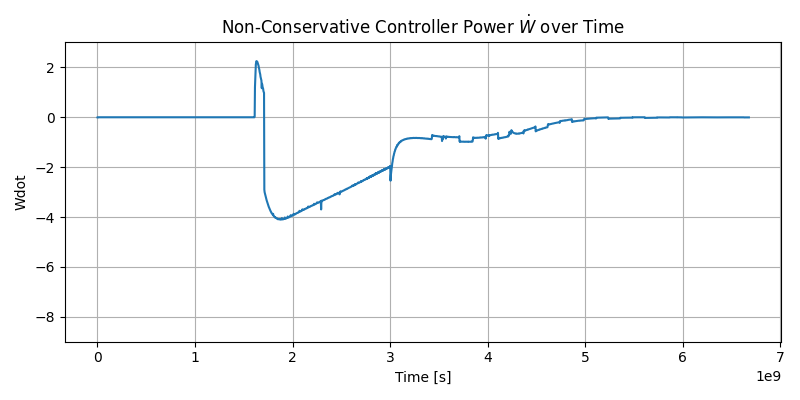 Non-Conservative Controller Power Ẇ over Time
2
0
−2
−4
−6
−8
Wdot
0 1 2 3 4 5 6 7
1e9
Time [s]